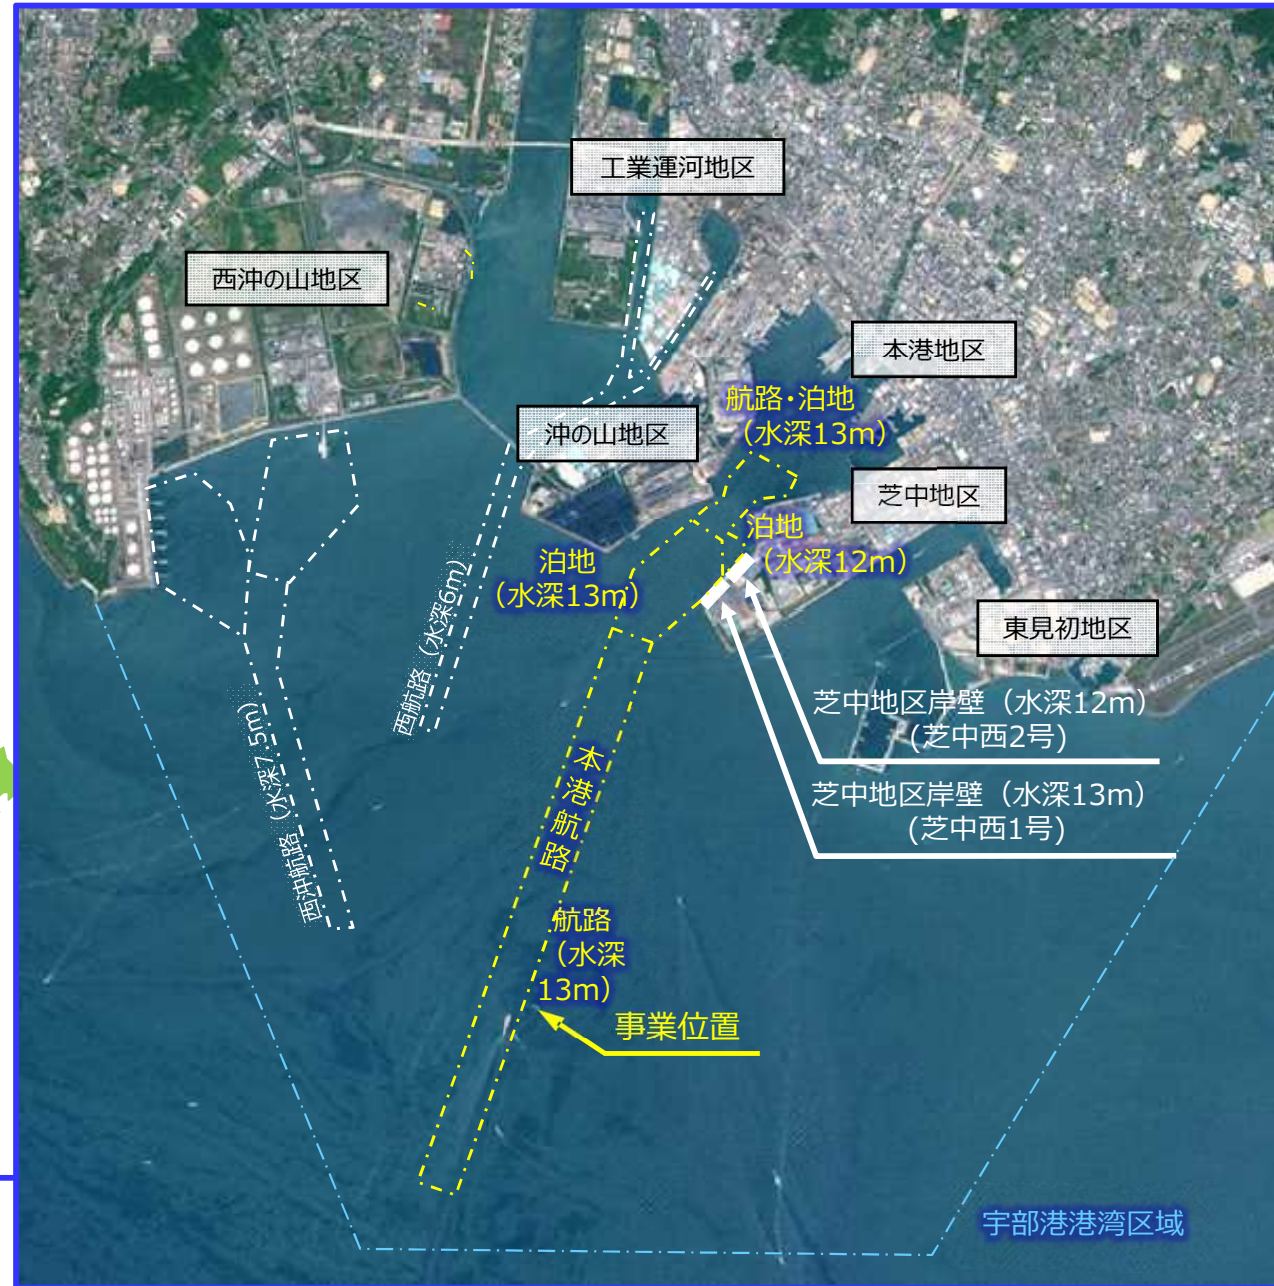 工業運河地区
西沖の山地区
本港地区
航路･泊地
（水深13m）
沖の山地区
芝中地区
泊地
（水深12m）
泊地
（水深13m）
東見初地区
西航路（水深6m）
芝中地区岸壁（水深12m）
(芝中西2号)
西沖航路（水深7.5m）
本港航路
芝中地区岸壁（水深13m）
(芝中西1号)
航路
（水深
13m）
事業位置
宇部港港湾区域